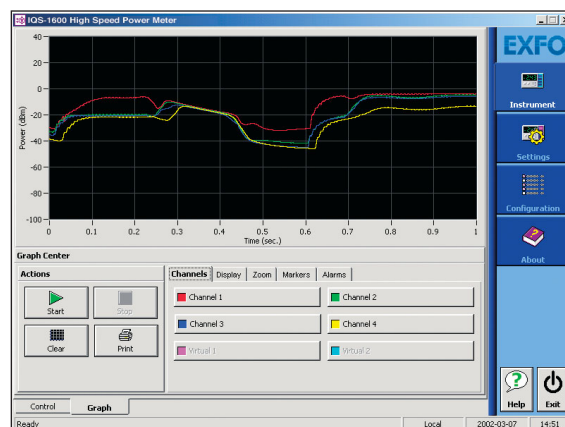 IQS-1600 High Speed Power Meter
EXFO
40
20
0
-20
-40
-60
-80
-100
Power (dBm)
0 0.1 0.2 0.3 0.4 0.5 0.6 0.7 0.8 0.9 1
Time (sec.)
Instrument
Settings
Configuration
About
Graph Center
Actions
Start
Stop
Clear
Print
Channels Display Zoom Markers Alarms
Channel 1
Channel 2
Channel 3
Channel 4
Virtual 1
Virtual 2
Help
Exit
Control Graph
Ready Local 2002-03-07 14:51